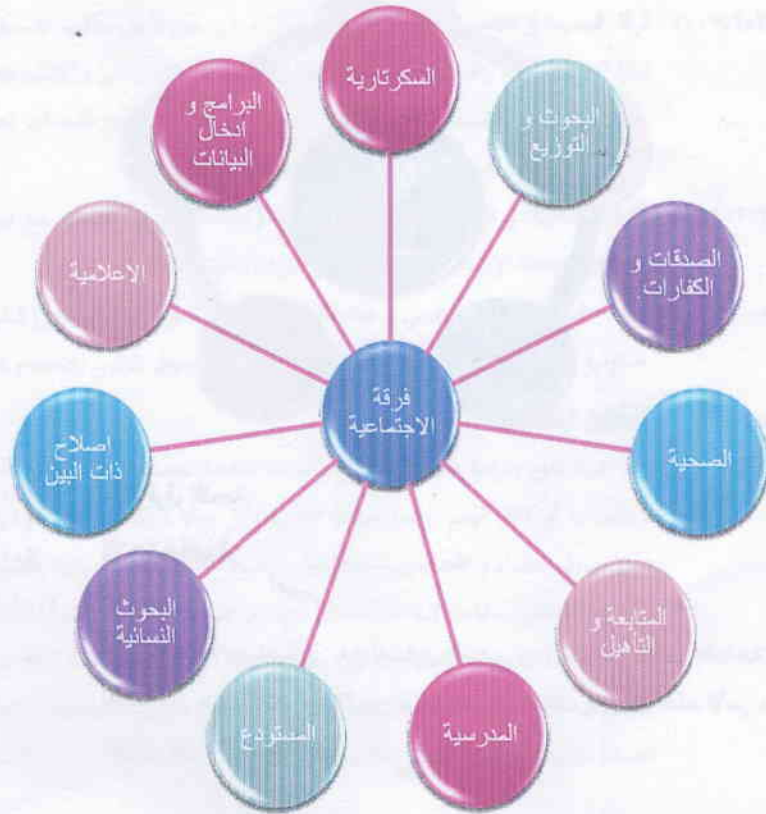 السكرتارية
البحوث و
التوزيع
الصدقات و
الكفارات
الصحية
المتابعة و
التأهيل
المدرسية
المستودع
البحوث
النسائية
اصلاح
ذات البين
الاعلامية
البرامج و
ادخال
البيانات
فرقة
الاجتماعية